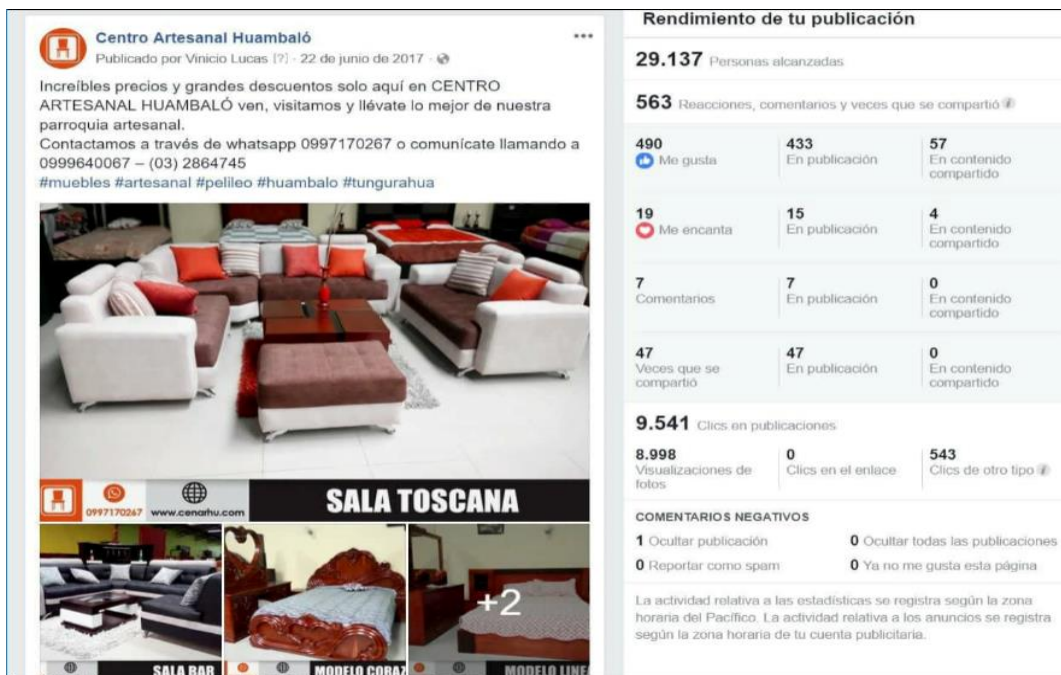 Centro Artesanal Huambaló
Publicado por Vinicio Lucas [?] · 22 de junio de 2017 ·
Increíbles precios y grandes descuentos solo aquí en CENTRO
ARTESANAL HUAMBALÓ ven, visitamos y llévate lo mejor de nuestra
parroquia artesanal.
Contactamos a través de whatsapp 0997170267 o comunícate llamando a
0999640067 – (03) 2864745
#muebles #artesanal #pelileo #huambalo #tungurahua
0997170267
www.cenarhu.com
SALA TOSCANA
SALA BAR
MODELO CORAZ
+2
MODELO LINE
Rendimiento de tu publicación
29.137 Personas alcanzadas
563 Reacciones, comentarios y veces que se compartió
490
Me gusta
433
En publicación
57
En contenido
compartido
19
Me encanta
15
En publicación
4
En contenido
compartido
7
Comentarios
7
En publicación
0
En contenido
compartido
47
Veces que se
compartió
47
En publicación
0
En contenido
compartido
9.541 Clics en publicaciones
8.998
Visualizaciones de
fotos
0
Clics en el enlace
543
Clics de otro tipo
COMENTARIOS NEGATIVOS
1 Ocultar publicación
0 Ocultar todas las publicaciones
0 Reportar como spam
0 Ya no me gusta esta página
La actividad relativa a las estadísticas se registra según la zona
horaria del Pacífico. La actividad relativa a los anuncios se registra
según la zona horaria de tu cuenta publicitaria.